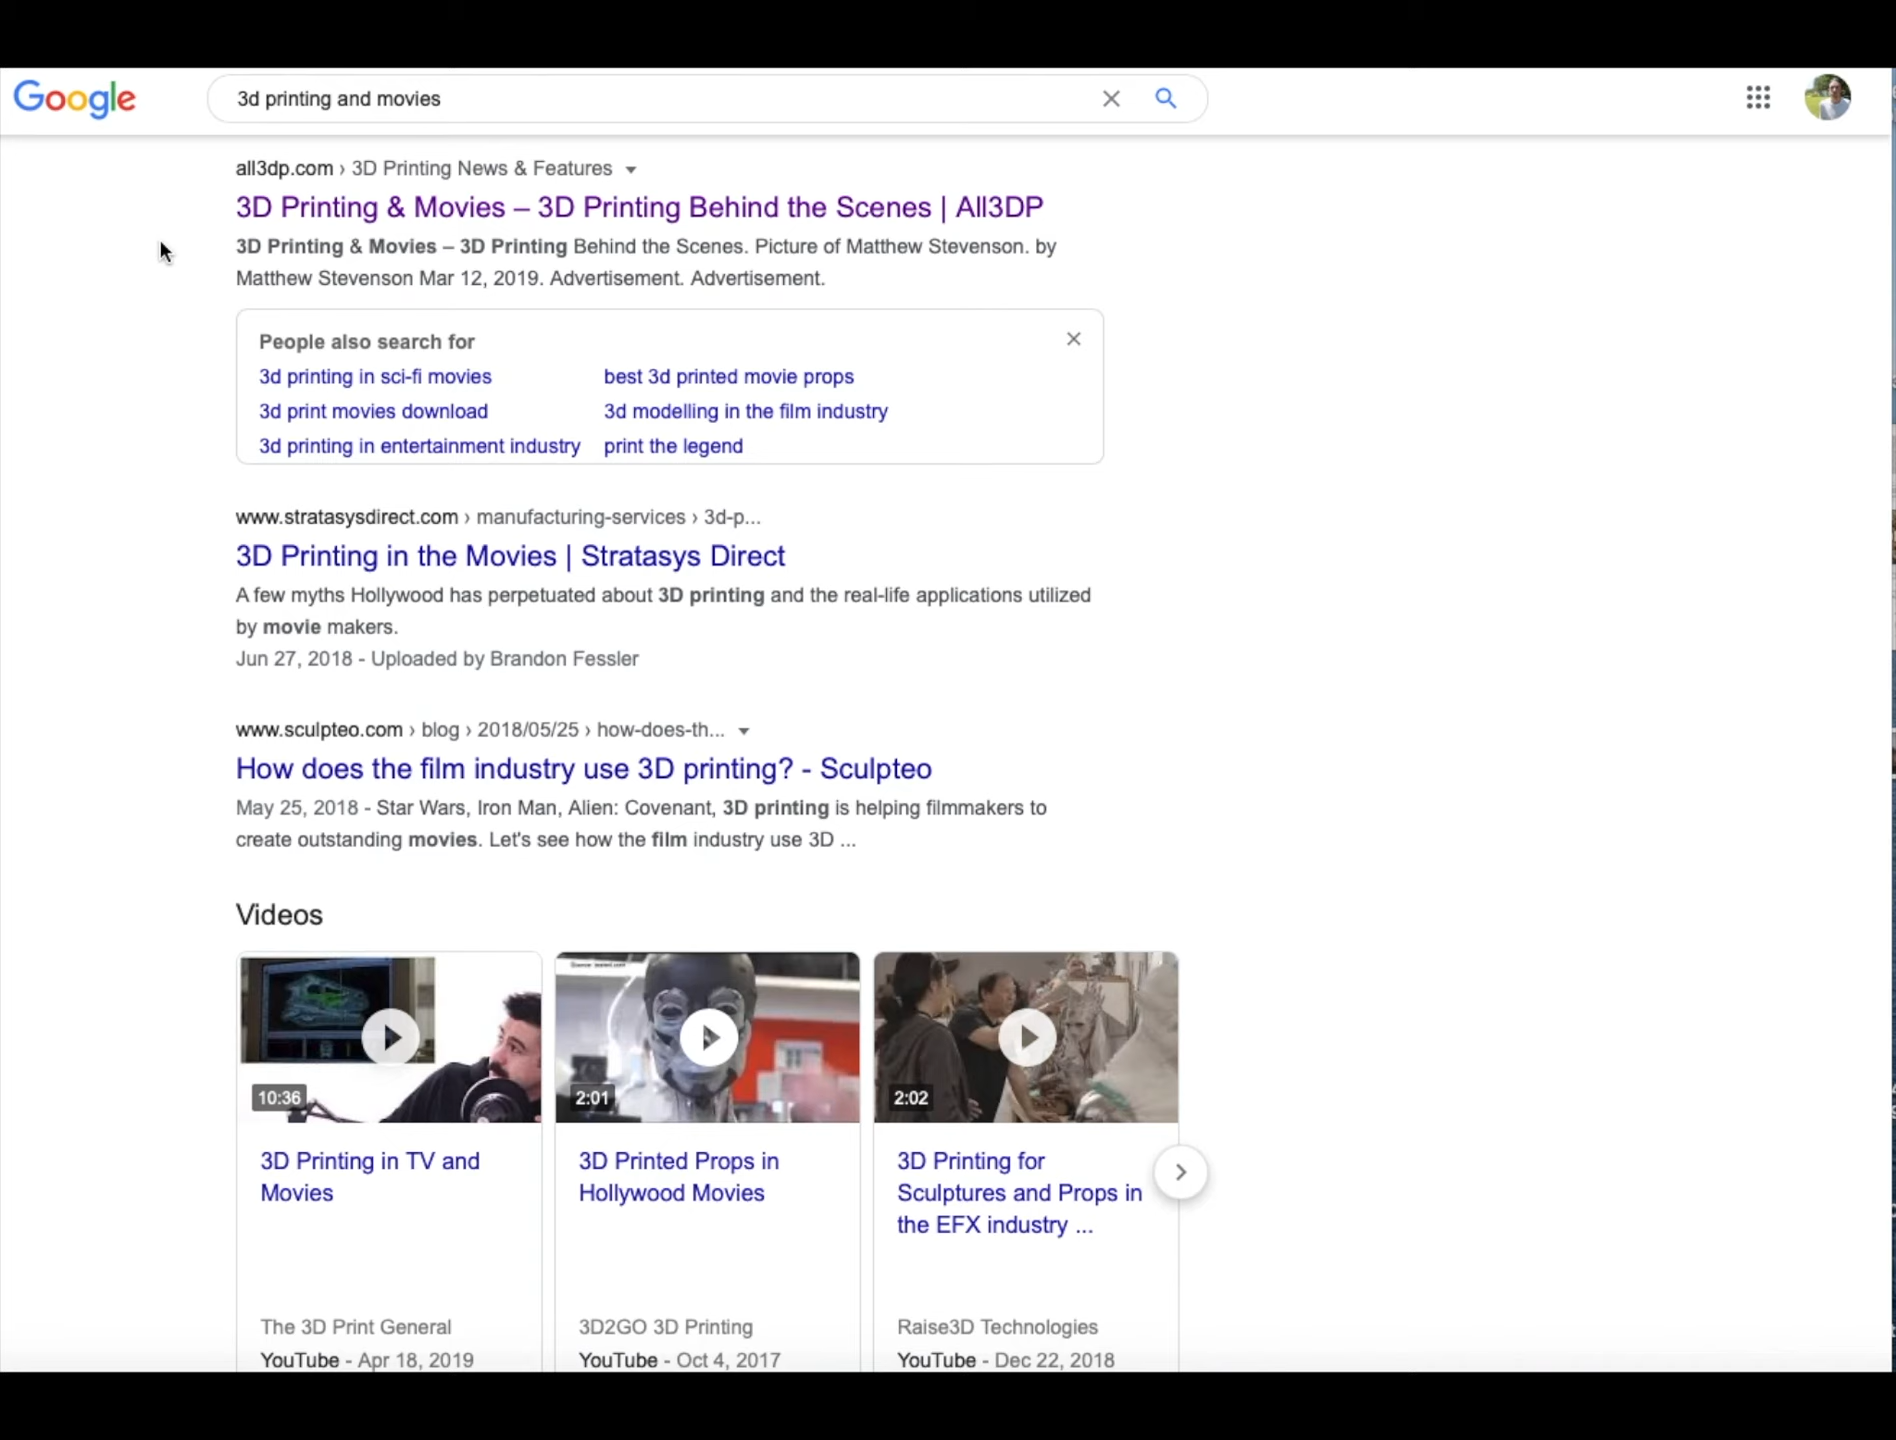 Google
3d printing and movies
all3dp.com › 3D Printing News & Features
3D Printing & Movies – 3D Printing Behind the Scenes | All3DP
3D Printing & Movies – 3D Printing Behind the Scenes. Picture of Matthew Stevenson. by
Matthew Stevenson Mar 12, 2019. Advertisement. Advertisement.
People also search for
3d printing in sci-fi movies best 3d printed movie props
3d print movies download 3d modelling in the film industry
3d printing in entertainment industry print the legend
www.stratasysdirect.com › manufacturing-services › 3d-p...
3D Printing in the Movies | Stratasys Direct
A few myths Hollywood has perpetuated about 3D printing and the real-life applications utilized
by movie makers.
Jun 27, 2018 - Uploaded by Brandon Fessler
www.sculpteo.com › blog › 2018/05/25 › how-does-th...
How does the film industry use 3D printing? - Sculpteo
May 25, 2018 - Star Wars, Iron Man, Alien: Covenant, 3D printing is helping filmmakers to
create outstanding movies. Let's see how the film industry use 3D ...
Videos
10:36
3D Printing in TV and
Movies
The 3D Print General
YouTube - Apr 18, 2019
2:01
3D Printed Props in
Hollywood Movies
3D2GO 3D Printing
YouTube - Oct 4, 2017
2:02
3D Printing for
Sculptures and Props in
the EFX industry ...
Raise3D Technologies
YouTube - Dec 22, 2018